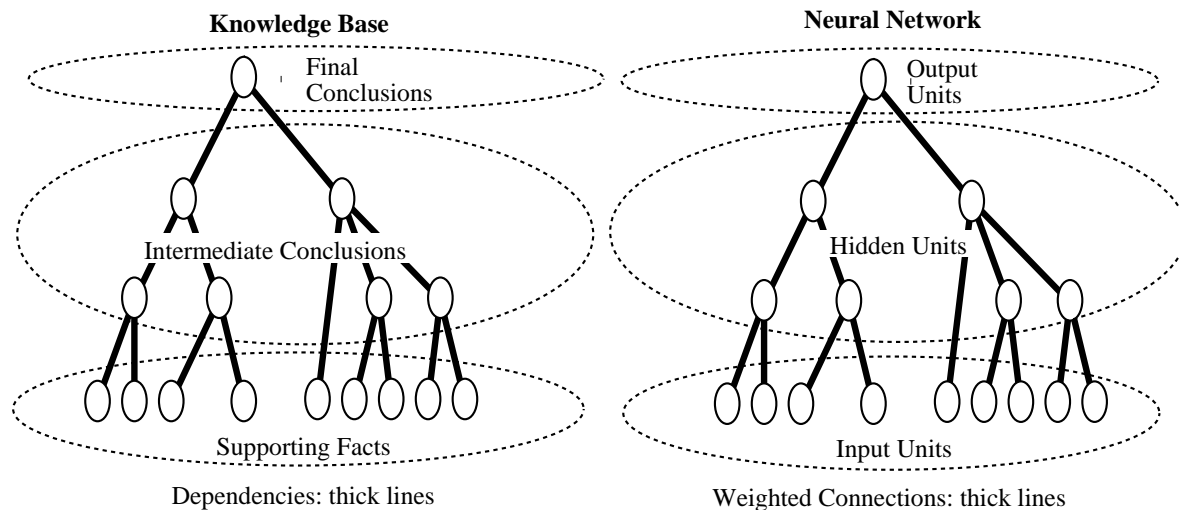 Knowledge Base
Final
Conclusions
Intermediate Conclusions
Supporting Facts
Dependencies: thick lines
Neural Network
Output
Units
Hidden Units
Input Units
Weighted Connections: thick lines